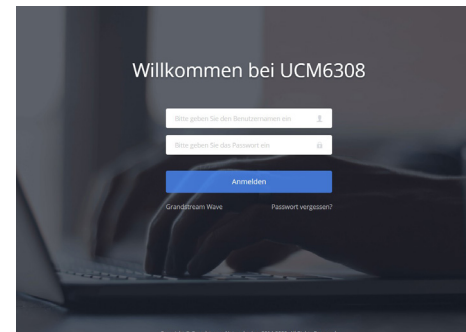 Willkommen bei UCM6308
Bitte geben Sie den Benutzernamen ein
Bitte geben Sie das Passwort ein
Anmelden
Grandstream Wave Passwort vergessen?